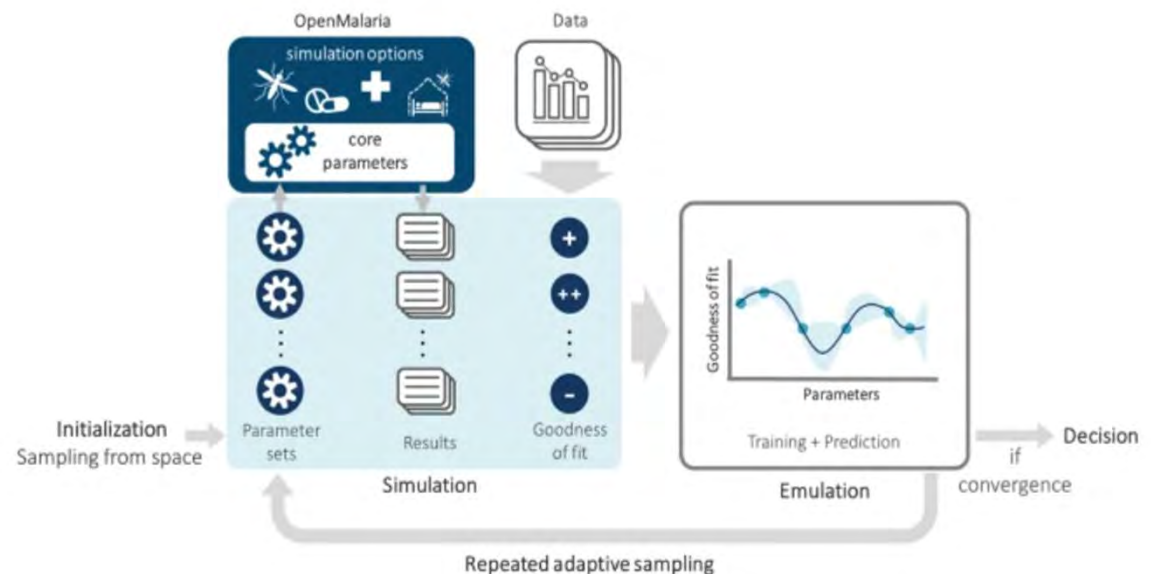 OpenMalaria
Data
simulation options
core
parameters
+
++
-
Initialization
Sampling from space
Parameter
sets
Results
Goodness
of fit
Simulation
Goodness of fit
Parameters
Training + Prediction
Emulation
Decision
if
convergence
Repeated adaptive sampling